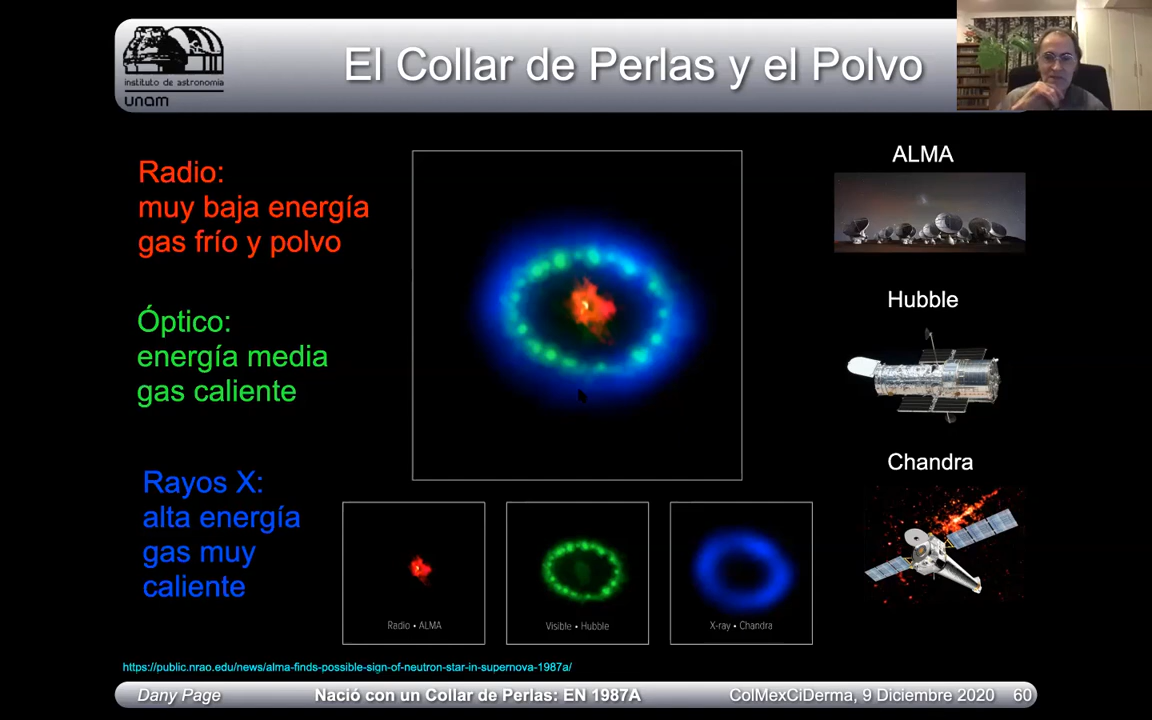 instituto de astronomía
unam
El Collar de Perlas y el Polvo
Radio:
muy baja energía
gas frío y polvo
Óptico:
energía media
gas caliente
Rayos X:
alta energía
gas muy
caliente
ALMA
Hubble
Chandra
Radio • ALMA
Visible • Hubble
X-ray • Chandra
https://public.nrao.edu/news/alma-finds-possible-sign-of-neutron-star-in-supernova-1987a/
Dany Page
Nació con un Collar de Perlas: EN 1987A
ColMexCiDerma, 9 Diciembre 2020
60